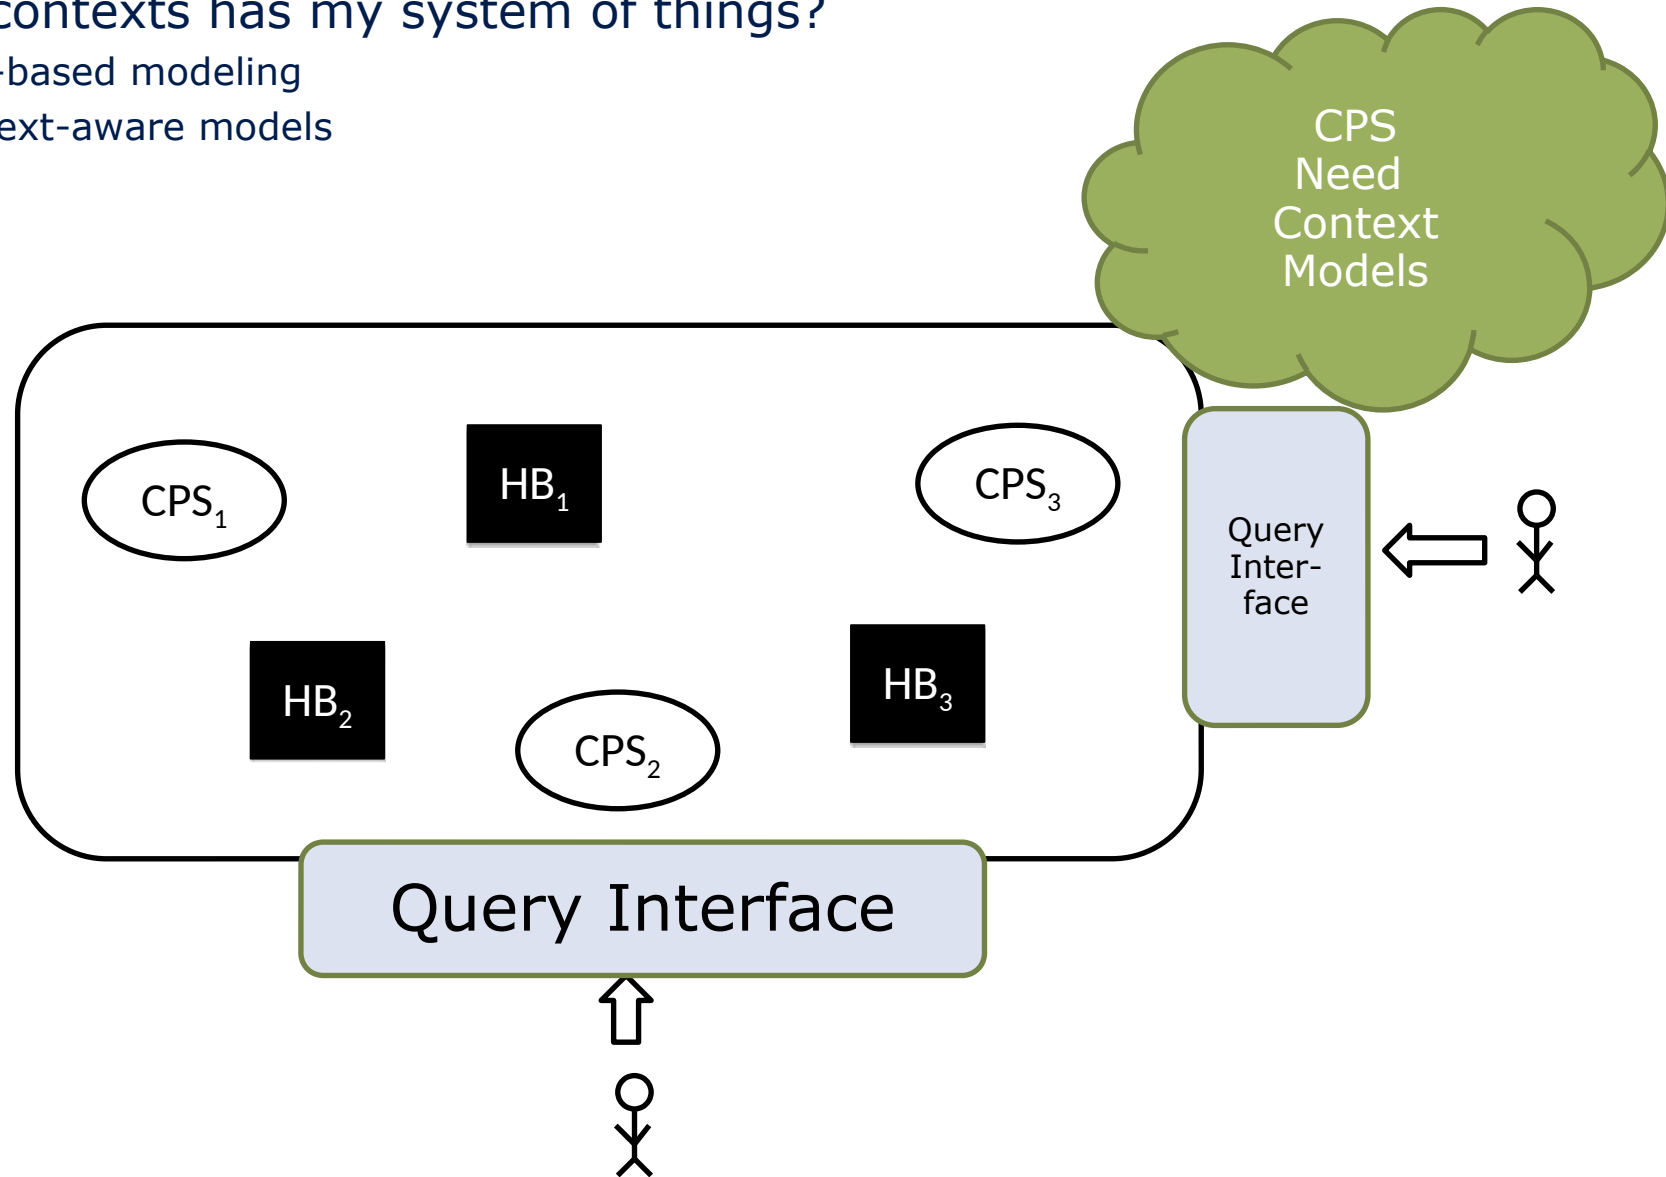 contexts has my system of things?
-based modeling
ext-aware models
CPS
Need
Context
Models
CPS₁
HB₁
CPS₃
Query
Inter-
face
HB₂
HB₃
CPS₂
Query Interface